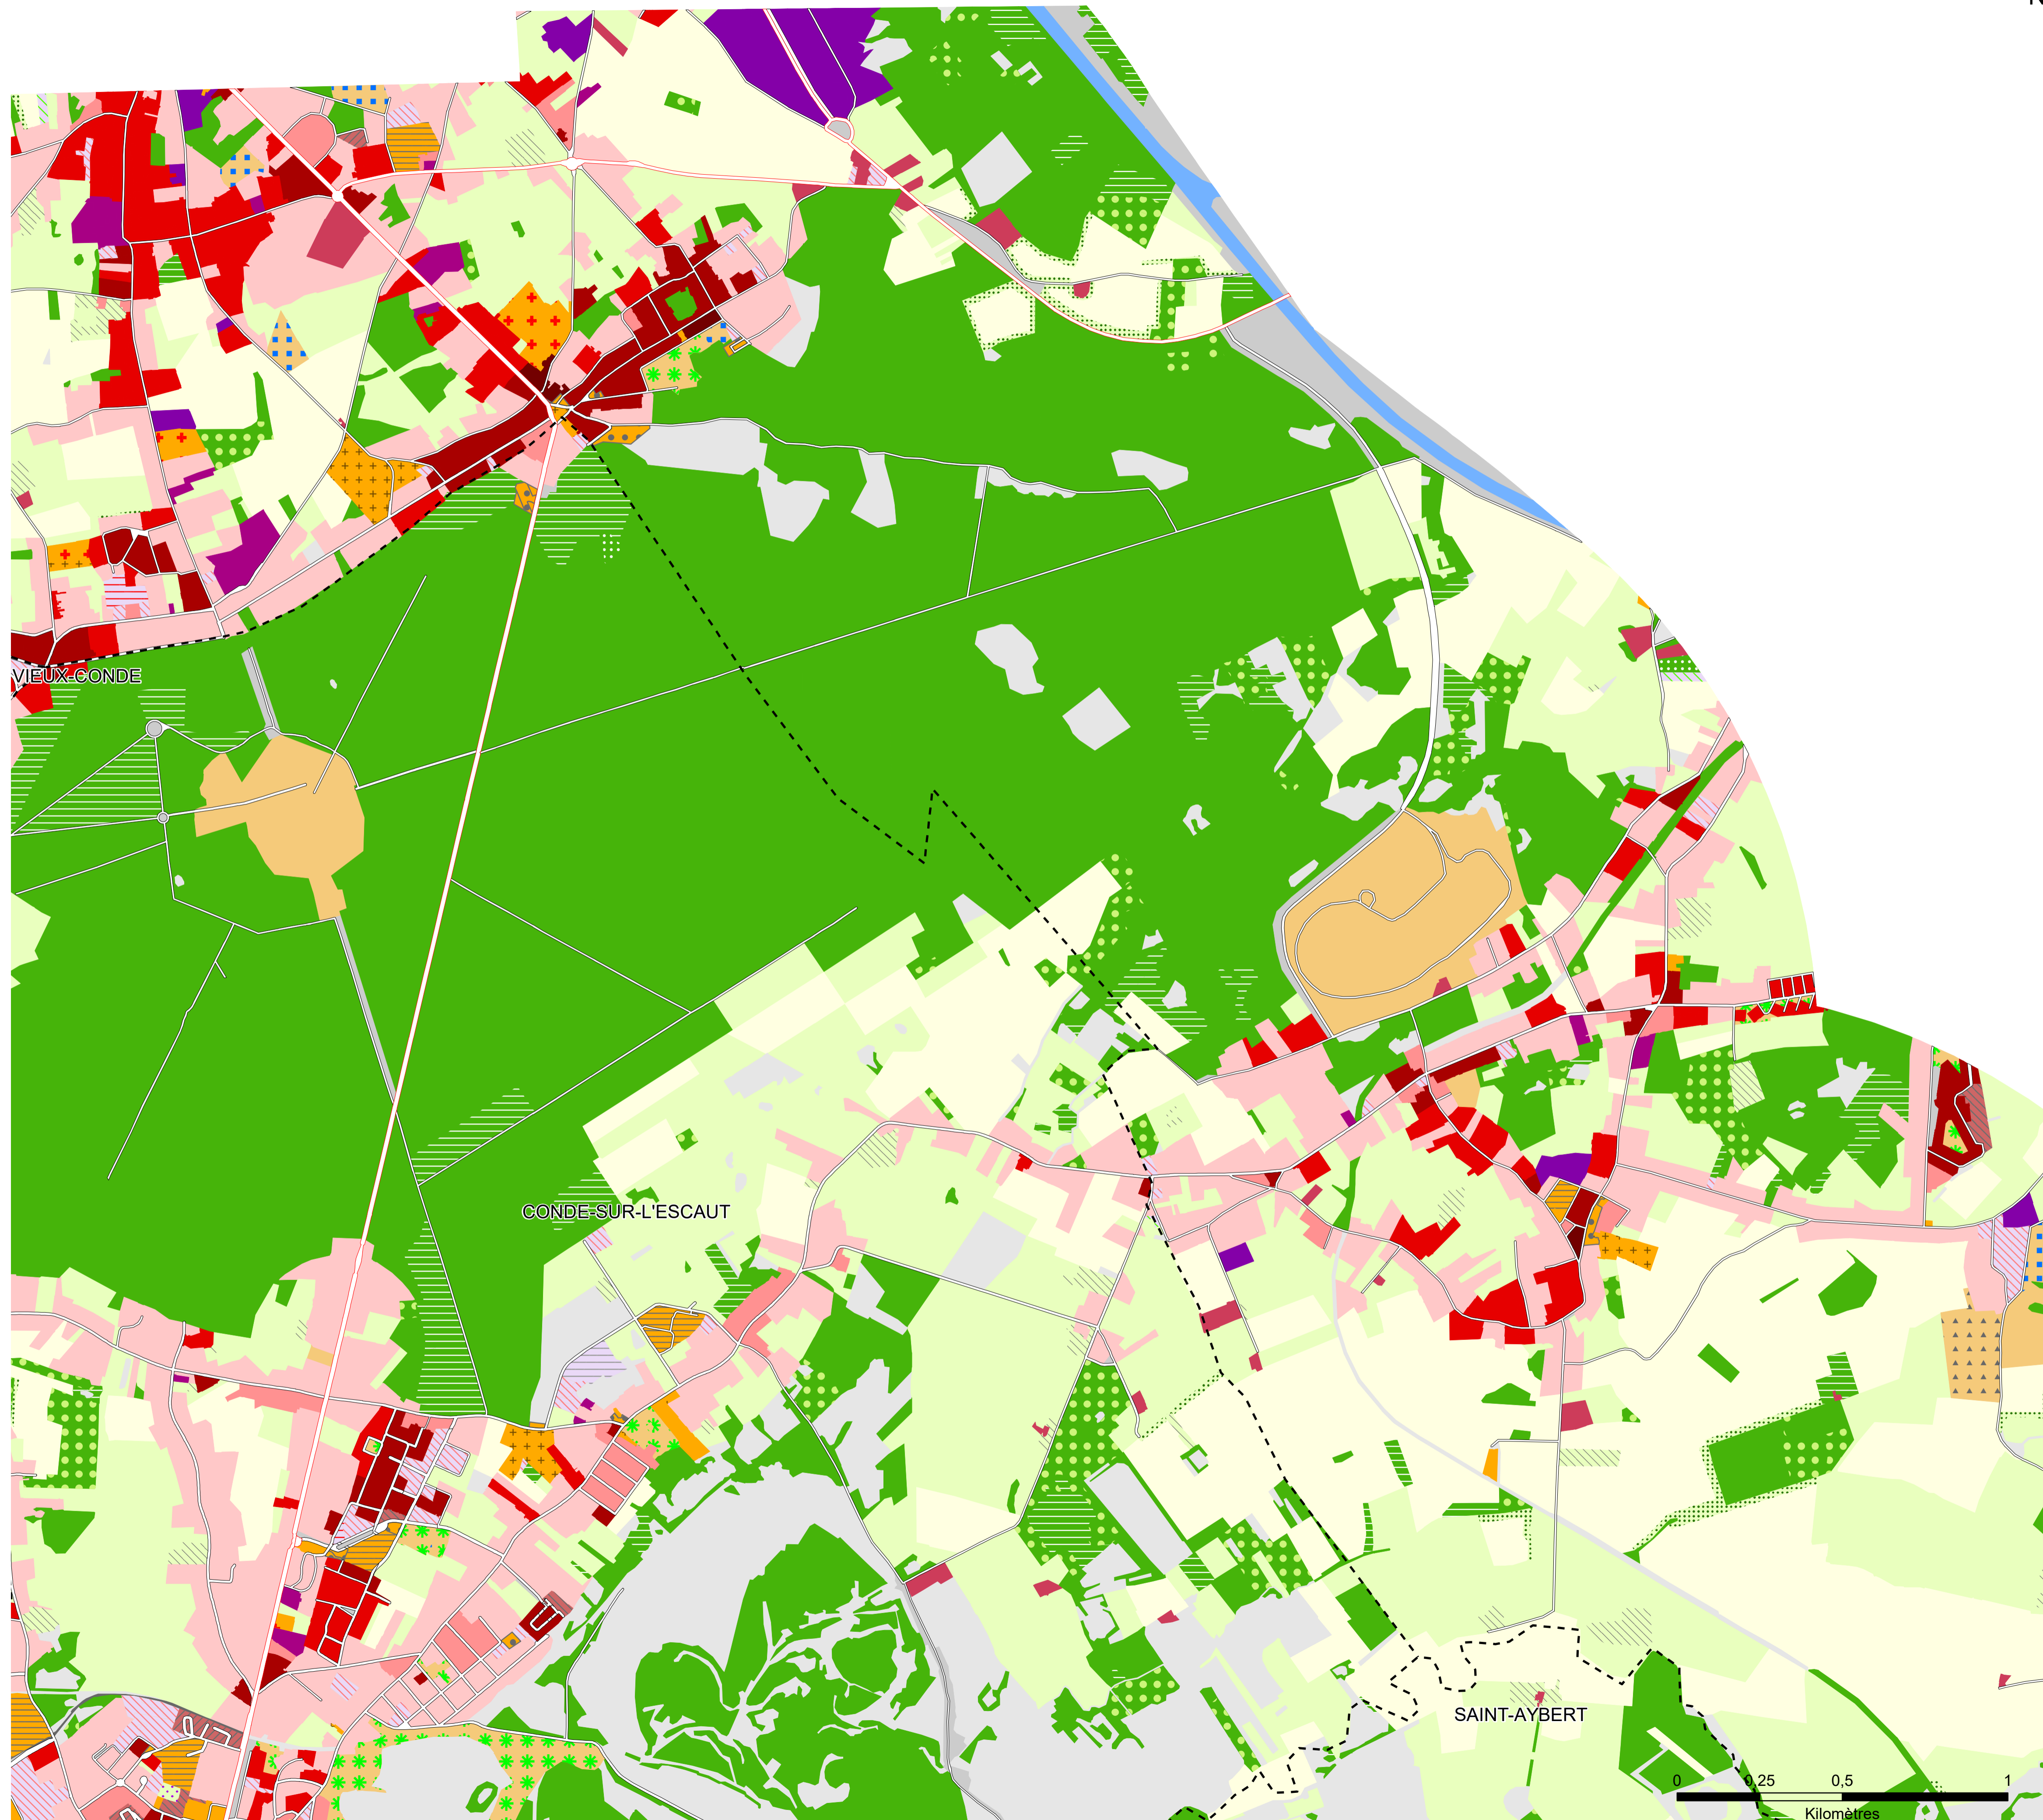 VIEUX-CONDE
CONDE-SUR-L'ESCAUT
SAINT-AYBERT
0 0,25 0,5 1
Kilomètres